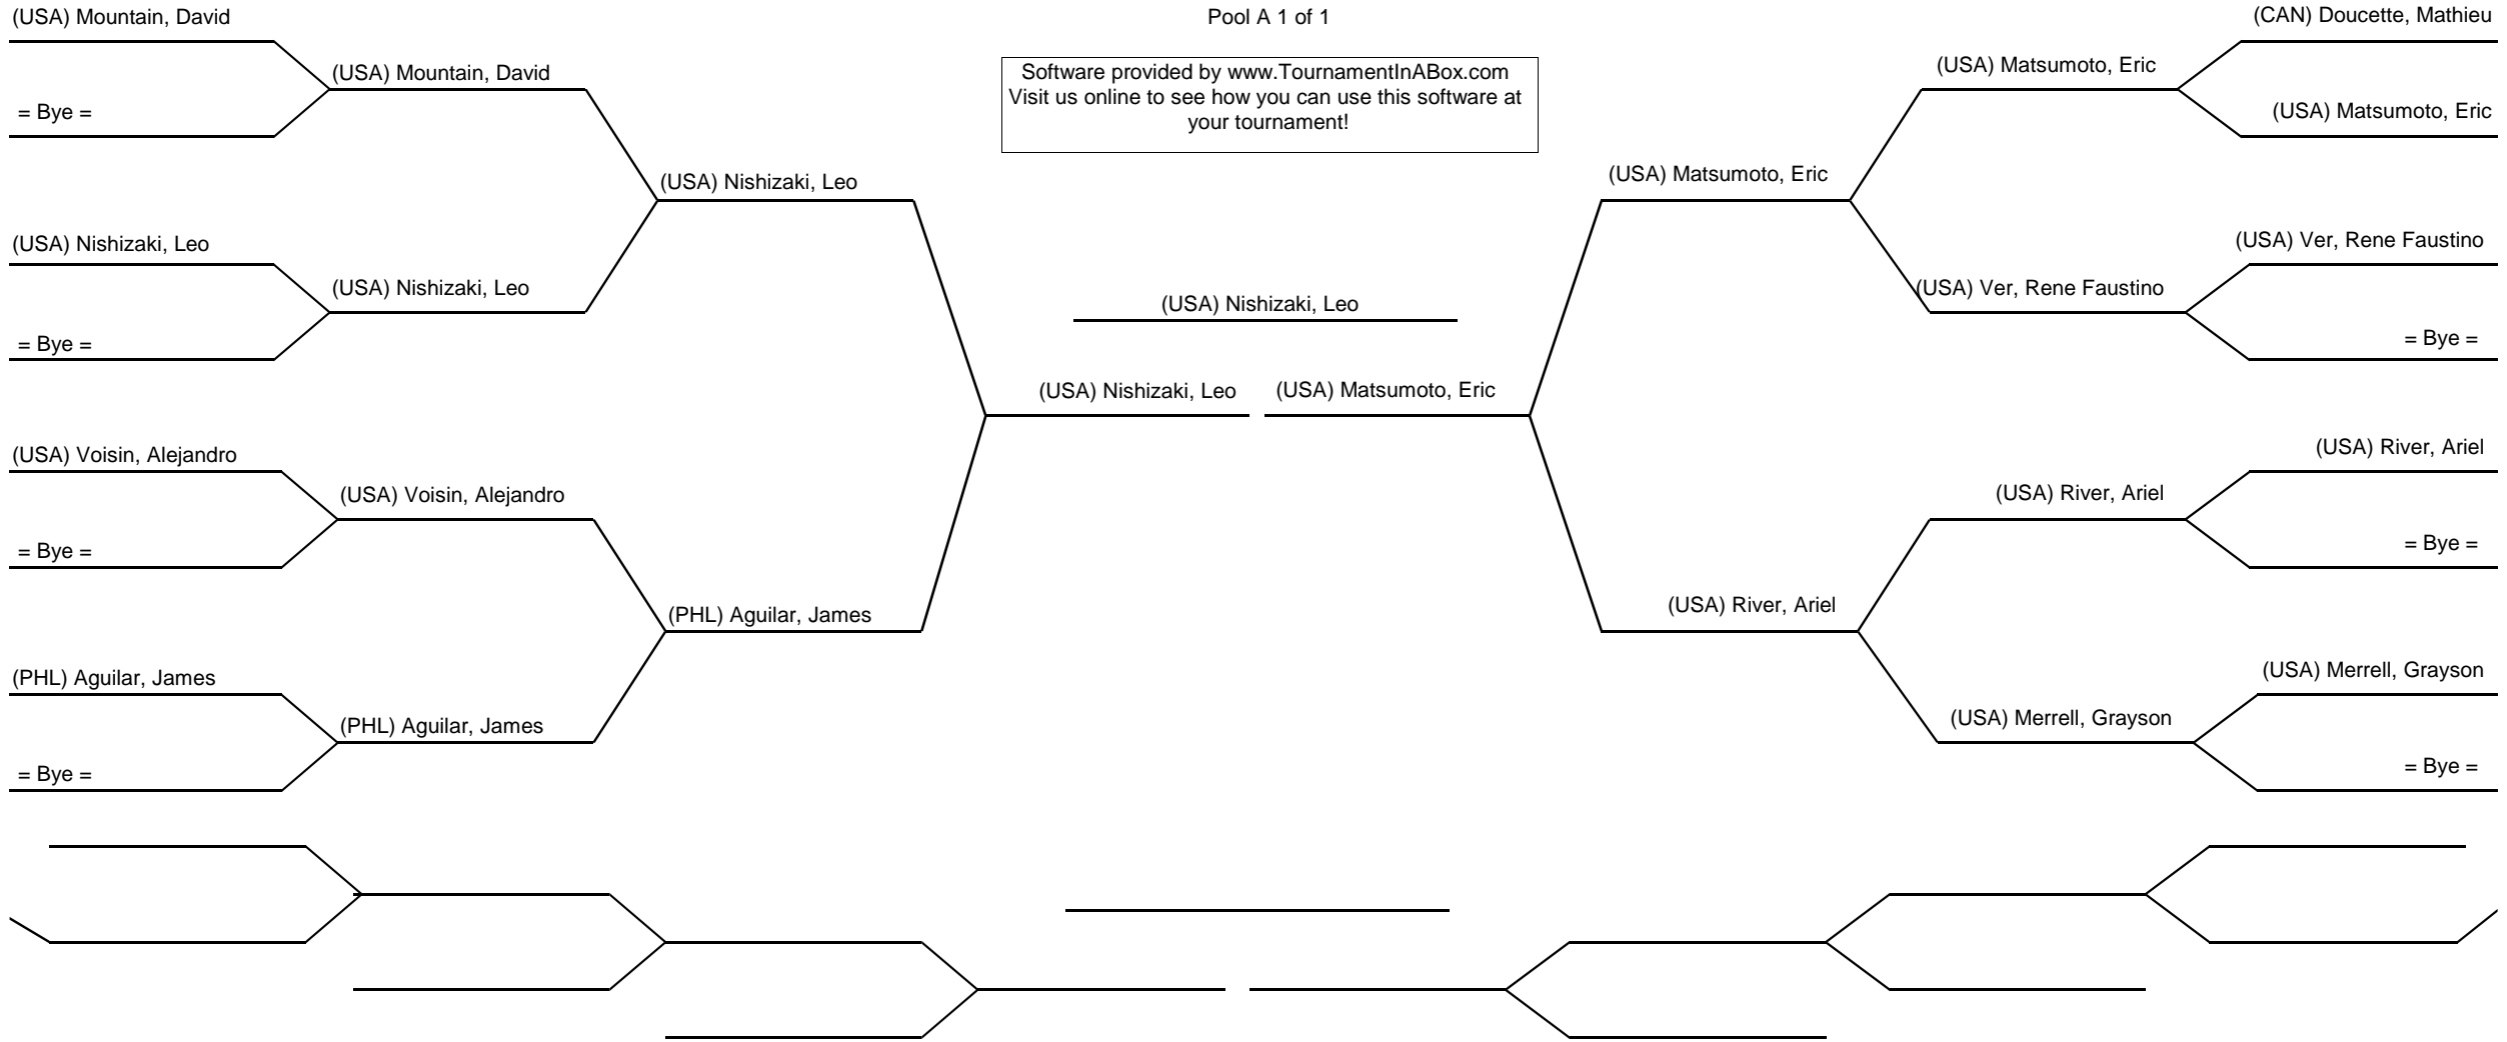 (USA) Mountain, David
Pool A 1 of 1
(CAN) Doucette, Mathieu
(USA) Mountain, David
Software provided by www.TournamentInABox.com
Visit us online to see how you can use this software at
your tournament!
(USA) Matsumoto, Eric
= Bye =
(USA) Matsumoto, Eric
(USA) Nishizaki, Leo
(USA) Matsumoto, Eric
(USA) Nishizaki, Leo
(USA) Ver, Rene Faustino
(USA) Nishizaki, Leo
(USA) Nishizaki, Leo
(USA) Ver, Rene Faustino
= Bye =
= Bye =
(USA) Nishizaki, Leo
(USA) Matsumoto, Eric
(USA) Voisin, Alejandro
(USA) River, Ariel
(USA) Voisin, Alejandro
(USA) River, Ariel
= Bye =
= Bye =
(PHL) Aguilar, James
(USA) River, Ariel
(PHL) Aguilar, James
(USA) Merrell, Grayson
(PHL) Aguilar, James
(USA) Merrell, Grayson
= Bye =
= Bye =